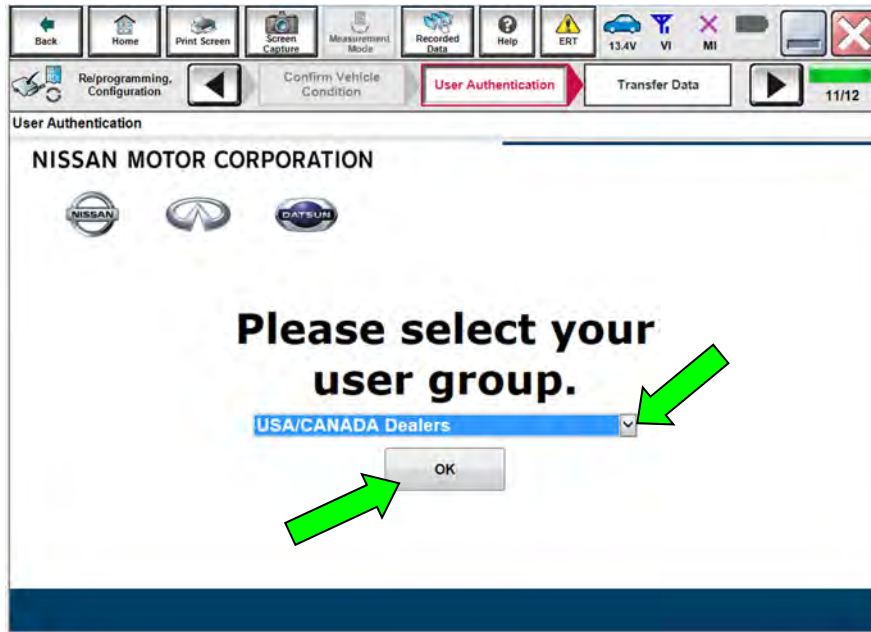 Back
Home
Print Screen
Screen
Capture
Measurement
Mode
Recorded
Data
Help
ERT
13.4V
VI
MI
Re/programming,
Configuration
Confirm Vehicle
Condition
User Authentication
Transfer Data
11/12
User Authentication
NISSAN MOTOR CORPORATION
NISSAN
DATSUN
Please select your
user group.
USA/CANADA Dealers
OK